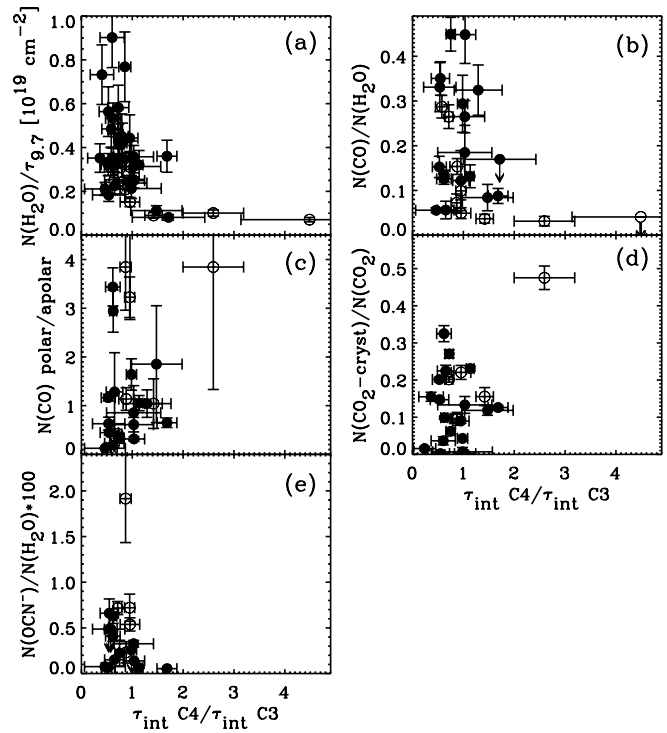 N(H2O)/τ9.7 [10^19 cm^-2]
1.0
0.8
0.6
0.4
0.2
0
(a)
N(CO)/N(H2O)
0.4
0.3
0.2
0.1
0.0
(b)
N(CO) polar/apolar
4
3
2
1
0
(c)
N(CO2-cryst)/N(CO2)
0.5
0.4
0.3
0.2
0.1
0.0
(d)
0 1 2 3 4
τint C4/τint C3
N(OCN^-)/N(H2O)*100
2.0
1.5
1.0
0.5
0.0
(e)
0 1 2 3 4
τint C4/τint C3